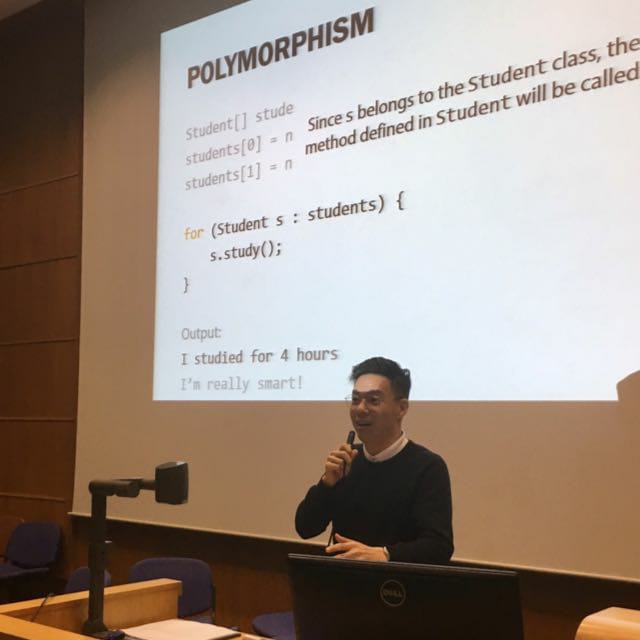 POLYMORPHISM
Student[] stude
students[0] = n
students[1] = n
Since s belongs to the Student class, the
method defined in Student will be called
for (Student s : students) {
s.study();
}
Output:
I studied for 4 hours
I'm really smart!
DELL